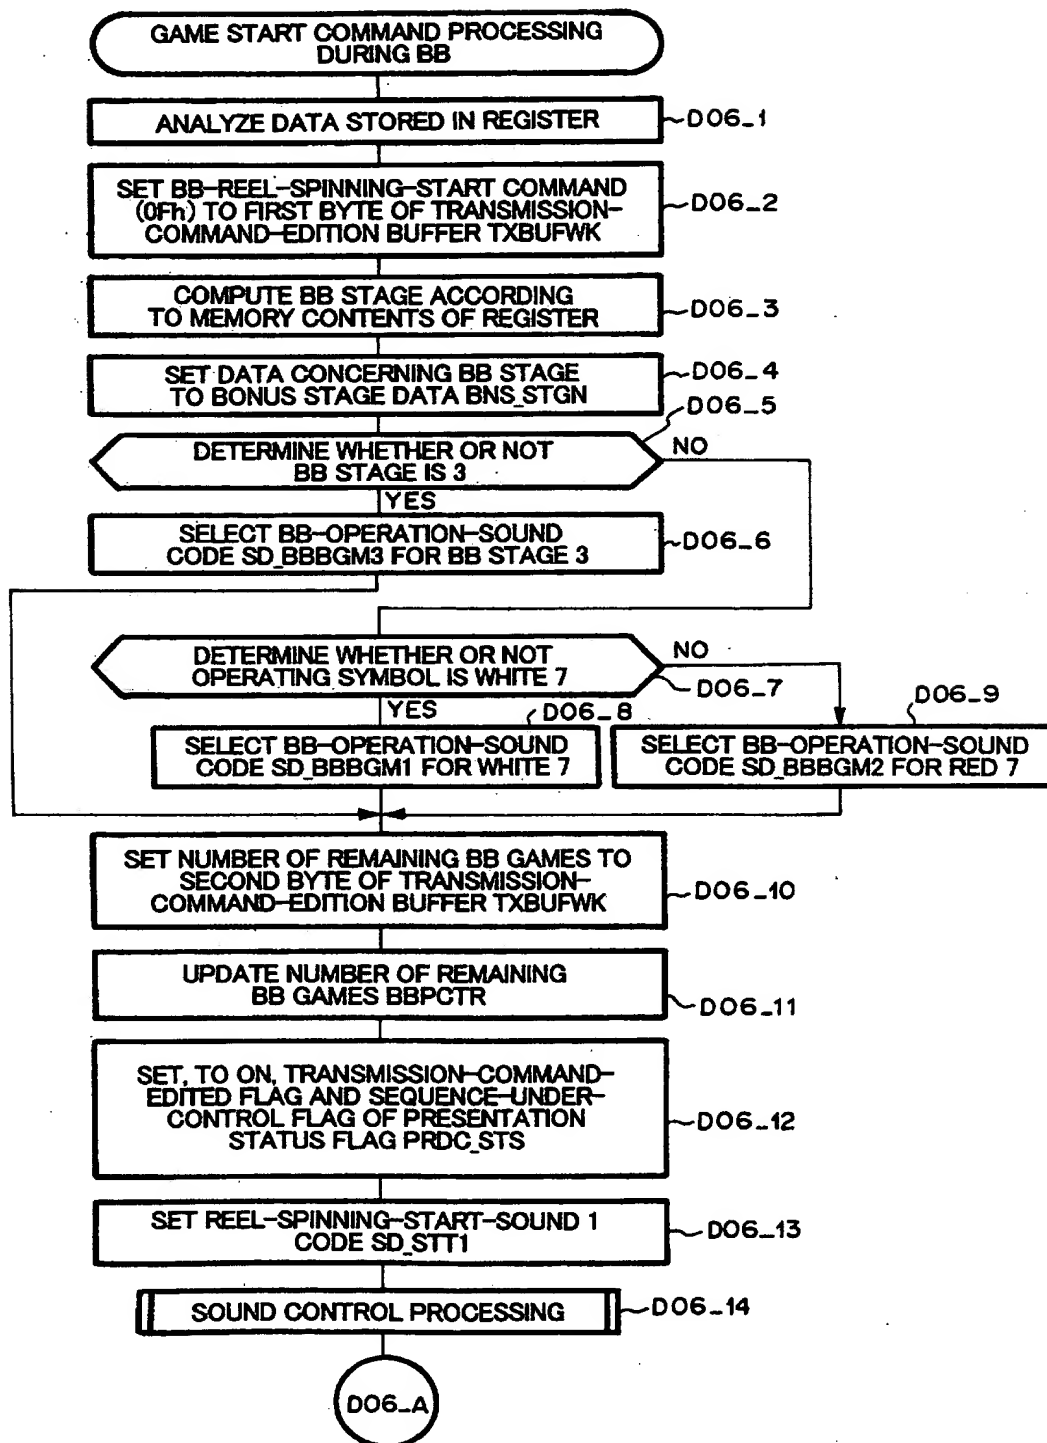 GAME START COMMAND PROCESSING
DURING BB
ANALYZE DATA STORED IN REGISTER
D06_1
SET BB-REEL-SPINNING-START COMMAND
(0Fh) TO FIRST BYTE OF TRANSMISSION-
COMMAND-EDITION BUFFER TXBUFWK
D06_2
COMPUTE BB STAGE ACCORDING
TO MEMORY CONTENTS OF REGISTER
D06_3
SET DATA CONCERNING BB STAGE
TO BONUS STAGE DATA BNS_STGN
D06_4
D06_5
DETERMINE WHETHER OR NOT
BB STAGE IS 3
NO
YES
SELECT BB-OPERATION-SOUND
CODE SD_BBBGM3 FOR BB STAGE 3
D06_6
DETERMINE WHETHER OR NOT
OPERATING SYMBOL IS WHITE 7
NO
D06_7
YES
D06_8
D06_9
SELECT BB-OPERATION-SOUND
CODE SD_BBBGM1 FOR WHITE 7
SELECT BB-OPERATION-SOUND
CODE SD_BBBGM2 FOR RED 7
SET NUMBER OF REMAINING BB GAMES TO
SECOND BYTE OF TRANSMISSION-
COMMAND-EDITION BUFFER TXBUFWK
D06_10
UPDATE NUMBER OF REMAINING
BB GAMES BBPCTR
D06_11
SET, TO ON, TRANSMISSION-COMMAND-
EDITED FLAG AND SEQUENCE-UNDER-
CONTROL FLAG OF PRESENTATION
STATUS FLAG PRDC_STS
D06_12
SET REEL-SPINNING-START-SOUND 1
CODE SD_STT1
D06_13
SOUND CONTROL PROCESSING
D06_14
D06_A